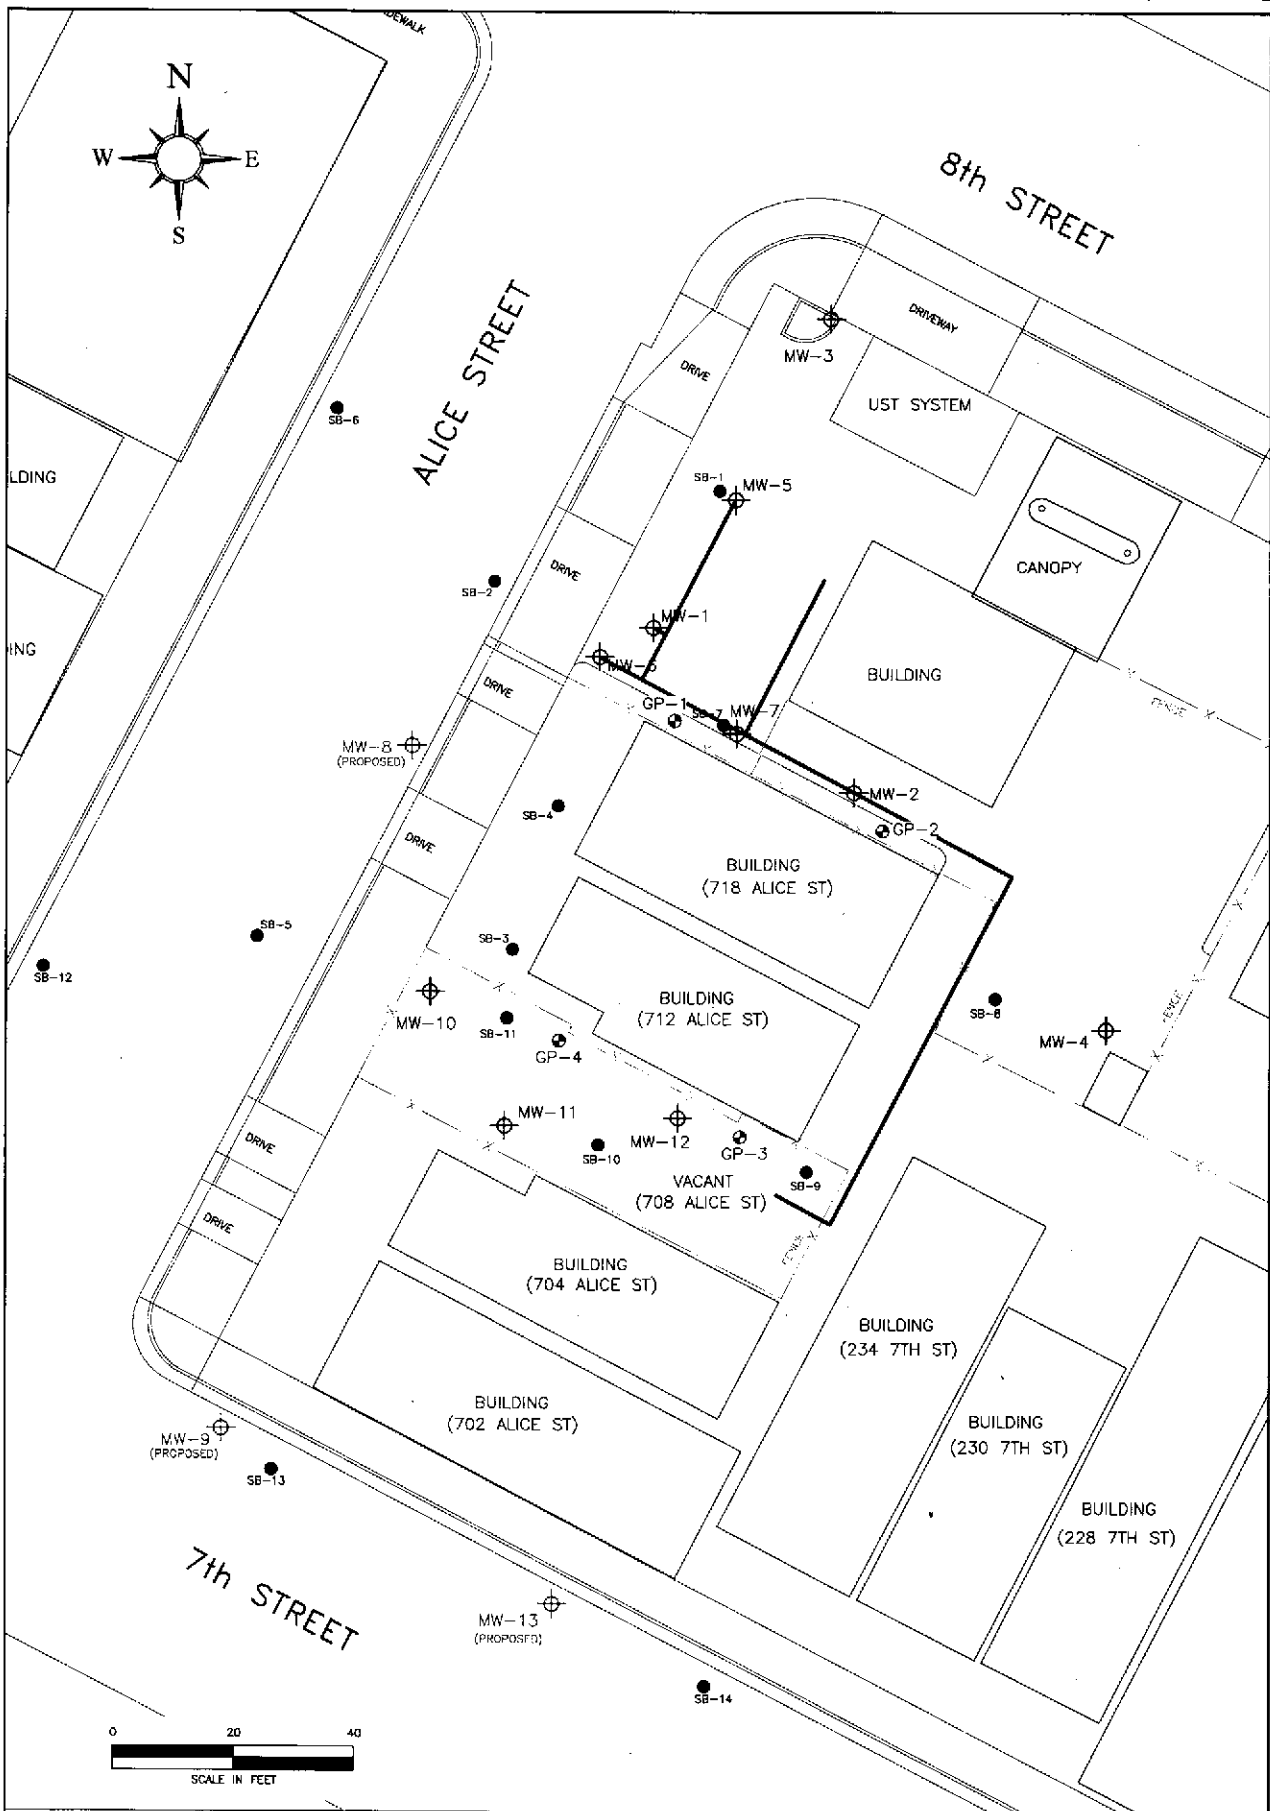 N
W
E
S
8th STREET
ALICE STREET
DRIVEWAY
MW-3
DRIVE
UST SYSTEM
SB-6
SB-1
MW-5
CANOPY
DRIVE
SB-2
MW-1
MW-6
BUILDING
DRIVE
GP-1
SB-7
MW-7
FENCE
MW-8
(PROPOSED)
MW-2
SB-4
GP-2
DRIVE
BUILDING
(718 ALICE ST)
SB-5
SB-3
SB-12
BUILDING
(712 ALICE ST)
SB-8
FENCE
MW-10
SB-11
GP-4
MW-4
MW-11
MW-12
DRIVE
SB-10
GP-3
VACANT
(708 ALICE ST)
SB-9
DRIVE
FENCE
BUILDING
(704 ALICE ST)
BUILDING
(234 7TH ST)
BUILDING
(702 ALICE ST)
BUILDING
(230 7TH ST)
MW-9
(PROPOSED)
SB-13
BUILDING
(228 7TH ST)
7th STREET
MW-13
(PROPOSED)
SB-14
0 20 40
SCALE IN FEET